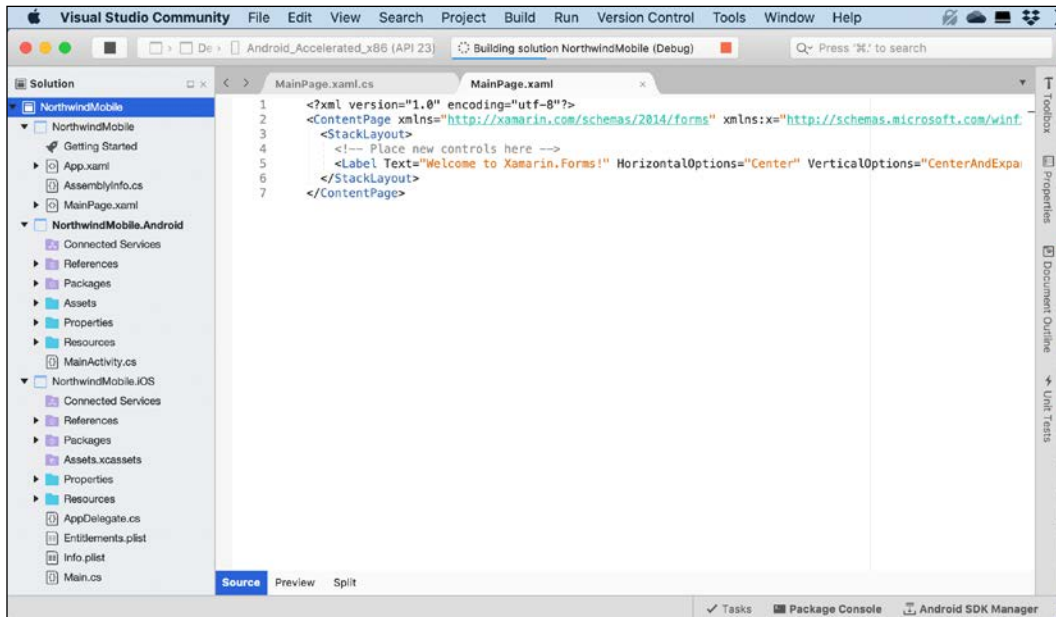 Visual Studio Community File Edit View Search Project Build Run Version Control Tools Window Help
De Android_Accelerated_x86 (API 23) Building solution NorthwindMobile (Debug) Press '⌘.' to search
Solution
MainPage.xaml.cs
MainPage.xaml
NorthwindMobile
NorthwindMobile
Getting Started
App.xaml
AssemblyInfo.cs
MainPage.xaml
NorthwindMobile.Android
Connected Services
References
Packages
Assets
Properties
Resources
MainActivity.cs
NorthwindMobile.iOS
Connected Services
References
Packages
Assets.xcassets
Properties
Resources
AppDelegate.cs
Entitlements.plist
Info.plist
Main.cs
1 <?xml version="1.0" encoding="utf-8"?>
2 <ContentPage xmlns="http://xamarin.com/schemas/2014/forms" xmlns:x="http://schemas.microsoft.com/winf
3 <StackLayout>
4 <!-- Place new controls here -->
5 <Label Text="Welcome to Xamarin.Forms!" HorizontalOptions="Center" VerticalOptions="CenterAndExpa
6 </StackLayout>
7 </ContentPage>
Toolbox
Properties
Document Outline
Unit Tests
Source Preview Split
Tasks Package Console Android SDK Manager